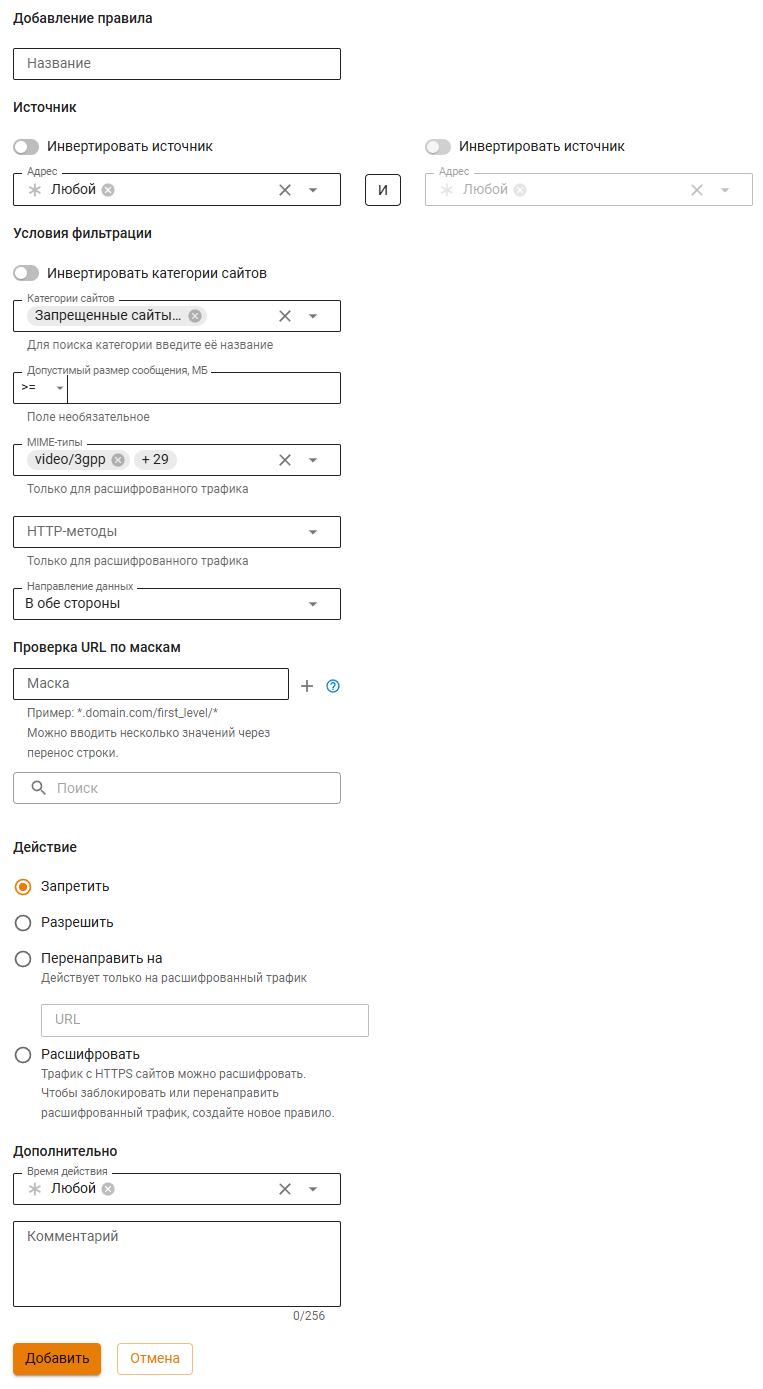 Добавление правила
Название
Источник
Инвертировать источник
Инвертировать источник
Адрес
Любой
И
Адрес
Любой
Условия фильтрации
Инвертировать категории сайтов
Категории сайтов
Запрещенные сайты...
Для поиска категории введите её название
Допустимый размер сообщения, МБ
>=
Поле необязательное
MIME-типы
video/3gpp + 29
Только для расшифрованного трафика
HTTP-методы
Только для расшифрованного трафика
Направление данных
В обе стороны
Проверка URL по маскам
Маска
Пример: *.domain.com/first_level/*
Можно вводить несколько значений через
перенос строки.
Поиск
Действие
Запретить
Разрешить
Перенаправить на
Действует только на расшифрованный трафик
URL
Расшифровать
Трафик с HTTPS сайтов можно расшифровать.
Чтобы заблокировать или перенаправить
расшифрованный трафик, создайте новое правило.
Дополнительно
Время действия
Любой
Комментарий
0/256
Добавить
Отмена